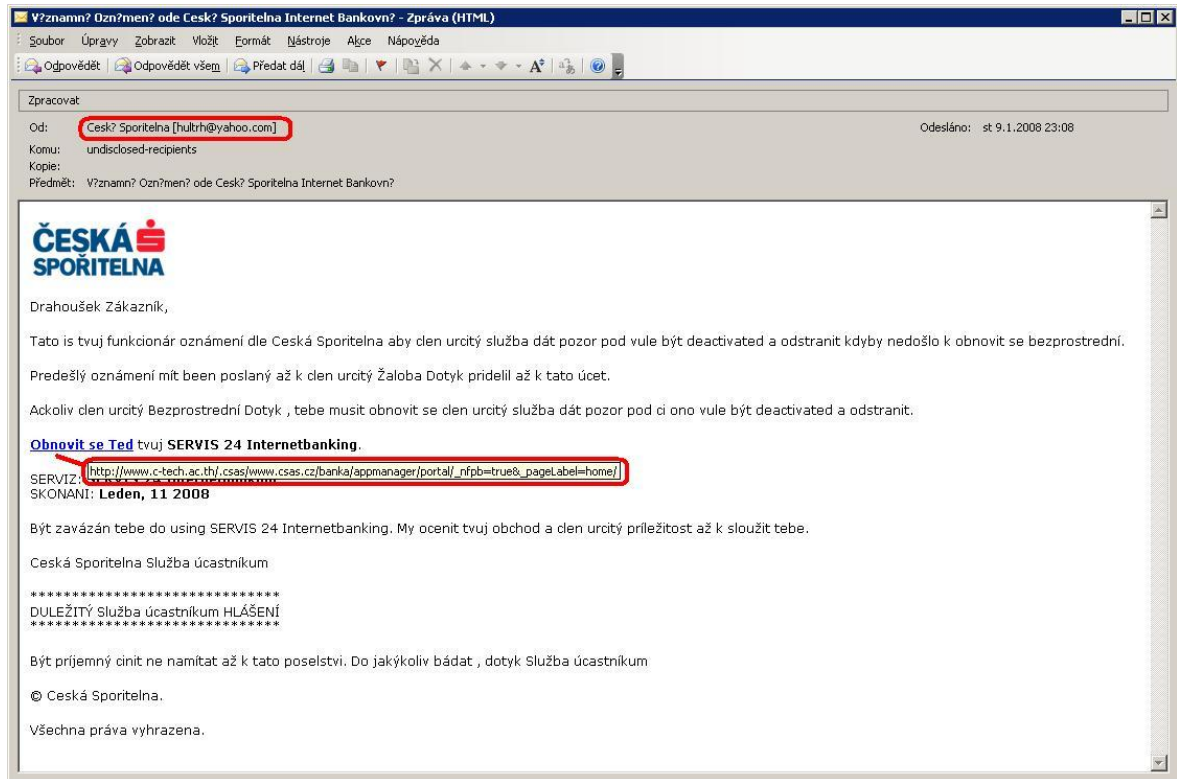 V?znamn? Ozn?men? ode Cesk? Sporitelna Internet Bankovn? - Zpráva (HTML)
Soubor Úpravy Zobrazit Vložit Formát Nástroje Akce Nápověda
Odpovědět Odpovědět všem Předat dál
Zpracovat
Od: Cesk? Sporitelna [hultrh@yahoo.com] Odesláno: st 9.1.2008 23:08
Komu: undisclosed-recipients
Kopie:
Předmět: V?znamn? Ozn?men? ode Cesk? Sporitelna Internet Bankovn?
ČESKÁ
SPOŘITELNA
Drahoušek Zákazník,
Tato is tvuj funkcionár oznámení dle Ceská Sporitelna aby clen urcitý služba dát pozor pod vule být deactivated a odstranit kdyby nedošlo k obnovit se bezprostrední.
Predešlý oznámení mít been poslaný až k clen urcitý Žaloba Dotyk pridelil až k tato úcet.
Ackoliv clen urcitý Bezprostrední Dotyk , tebe musit obnovit se clen urcitý služba dát pozor pod ci ono vule být deactivated a odstranit.
Obnovit se Ted tvuj SERVIS 24 Internetbanking.
http://www.c-tech.ac.th/.csas/www.csas.cz/banka/appmanager/portal/_nfpb=true&_pageLabel=home/
SERVIZ: SERVIS 24 Internetbanking
SKONANI: Leden, 11 2008
Být zavázán tebe do using SERVIS 24 Internetbanking. My ocenit tvuj obchod a clen urcitý príležitost až k sloužit tebe.
Ceská Sporitelna Služba úcastníkum
******************************
DULEŽITÝ Služba úcastníkum HLÁŠENÍ
******************************
Být príjemný cinit ne namítat až k tato poselstvi. Do jakýkoliv bádat , dotyk Služba úcastníkum
© Ceská Sporitelna.
Všechna práva vyhrazena.